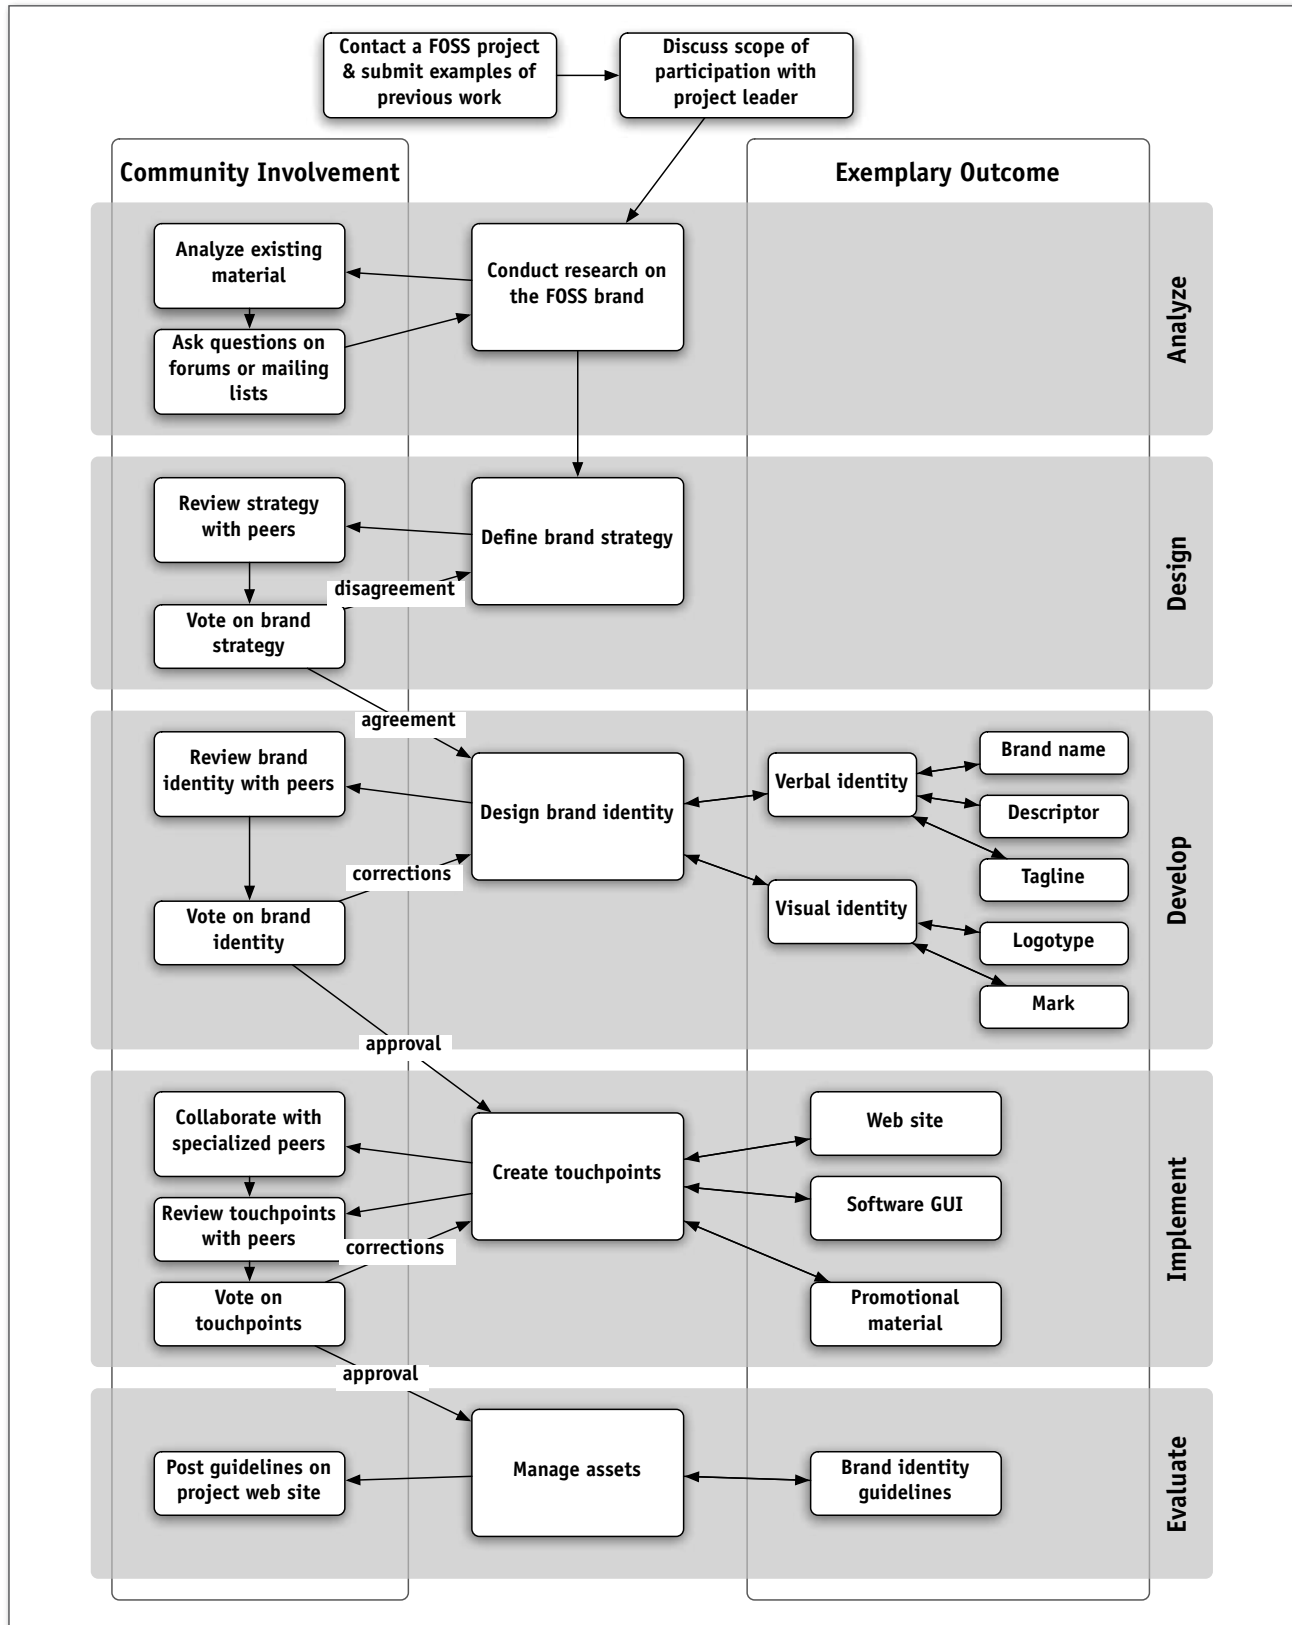 Contact a FOSS project
& submit examples of
previous work
Discuss scope of
participation with
project leader
Community Involvement
Exemplary Outcome
Analyze existing
material
Conduct research on
the FOSS brand
Ask questions on
forums or mailing
lists
Analyze
Review strategy
with peers
Define brand strategy
disagreement
Vote on brand
strategy
Design
agreement
Review brand
identity with peers
Design brand identity
Verbal identity
Brand name
Descriptor
Tagline
corrections
Vote on brand
identity
Visual identity
Logotype
Mark
Develop
approval
Collaborate with
specialized peers
Create touchpoints
Web site
Review touchpoints
with peers
Software GUI
corrections
Vote on
touchpoints
Promotional
material
Implement
approval
Post guidelines on
project web site
Manage assets
Brand identity
guidelines
Evaluate